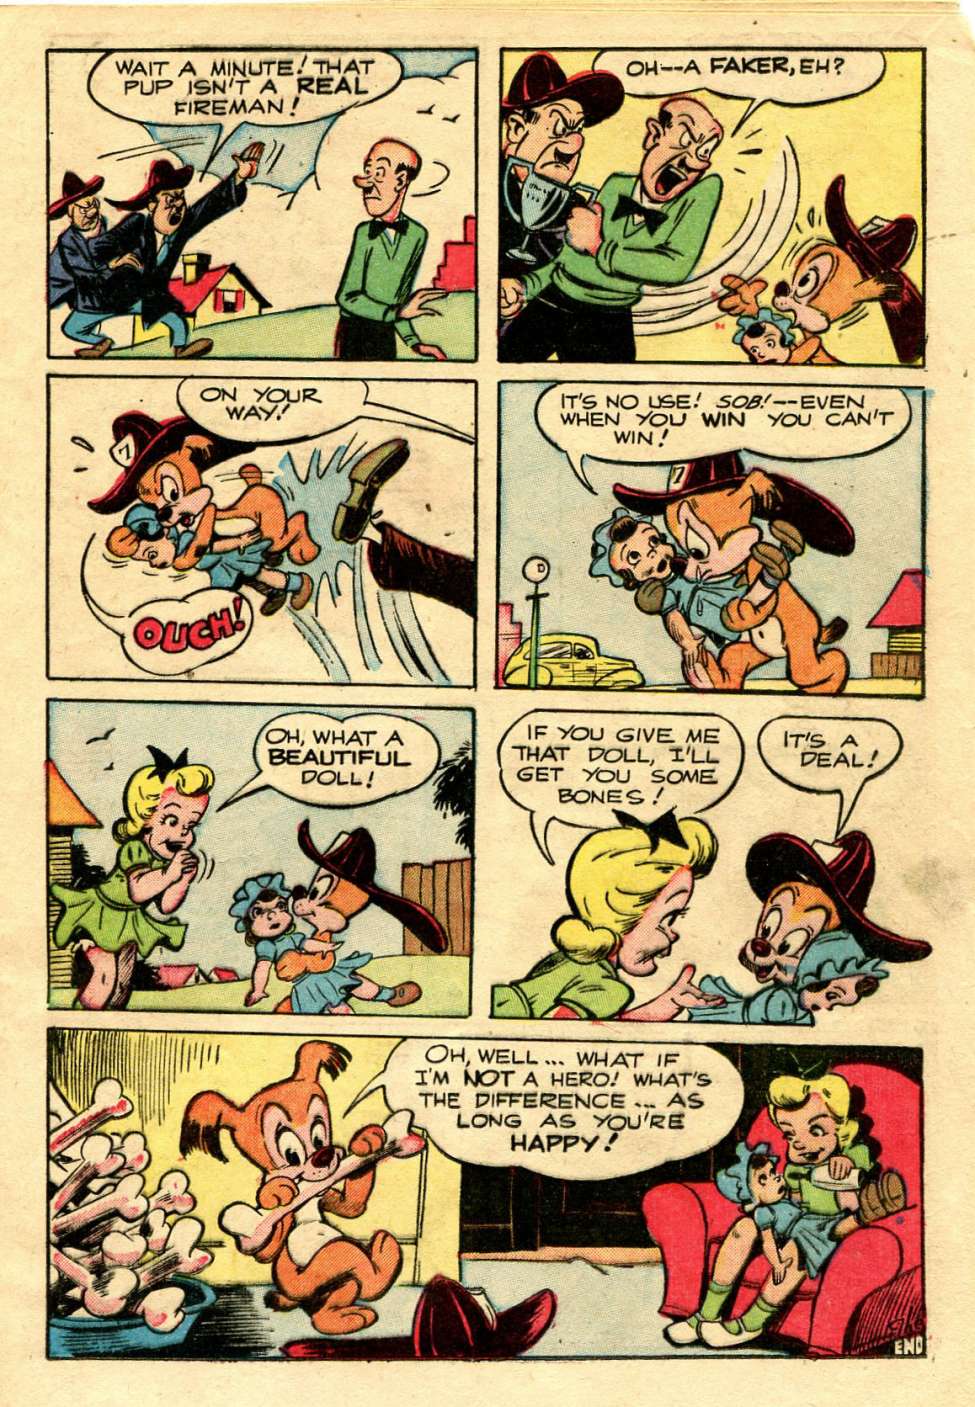 WAIT A MINUTE! THAT
PUP ISN'T A REAL
FIREMAN!
OH--A FAKER, EH?
ON YOUR
WAY!
7
OUCH!
IT'S NO USE! SOB!--EVEN
WHEN YOU WIN YOU CAN'T
WIN!
7
OH, WHAT A
BEAUTIFUL
DOLL!
IF YOU GIVE ME
THAT DOLL, I'LL
GET YOU SOME
BONES!
IT'S A
DEAL!
OH, WELL... WHAT IF
I'M NOT A HERO! WHAT'S
THE DIFFERENCE... AS
LONG AS YOU'RE
HAPPY!
END